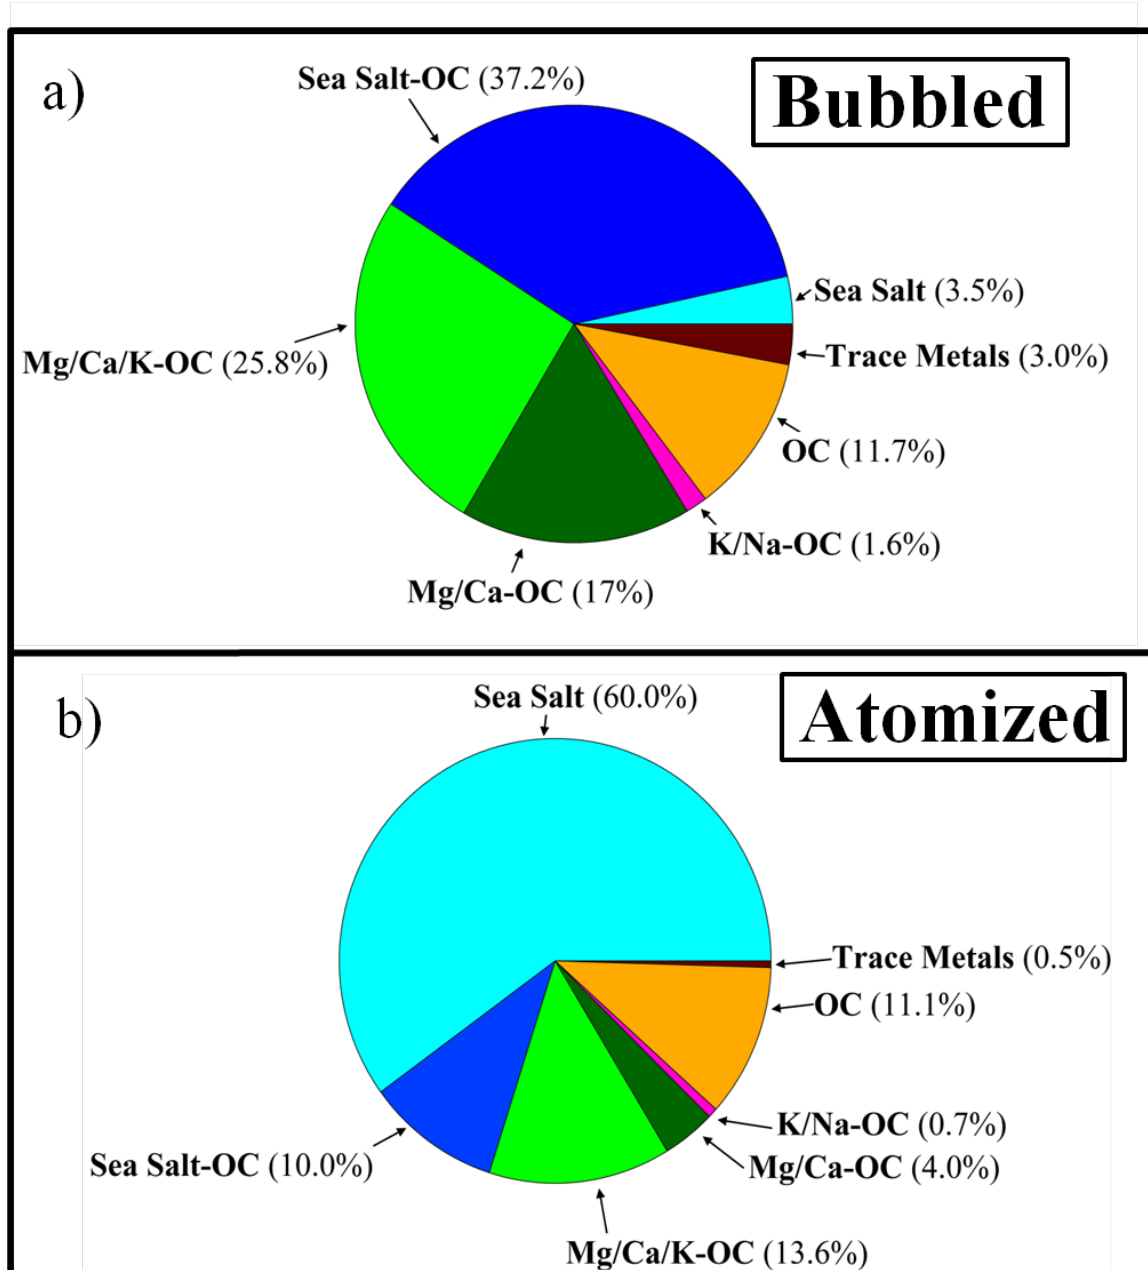 a)
Bubbled
Sea Salt-OC (37.2%)
Sea Salt (3.5%)
Trace Metals (3.0%)
Mg/Ca/K-OC (25.8%)
OC (11.7%)
K/Na-OC (1.6%)
Mg/Ca-OC (17%)
b)
Atomized
Sea Salt (60.0%)
Trace Metals (0.5%)
OC (11.1%)
K/Na-OC (0.7%)
Sea Salt-OC (10.0%)
Mg/Ca-OC (4.0%)
Mg/Ca/K-OC (13.6%)